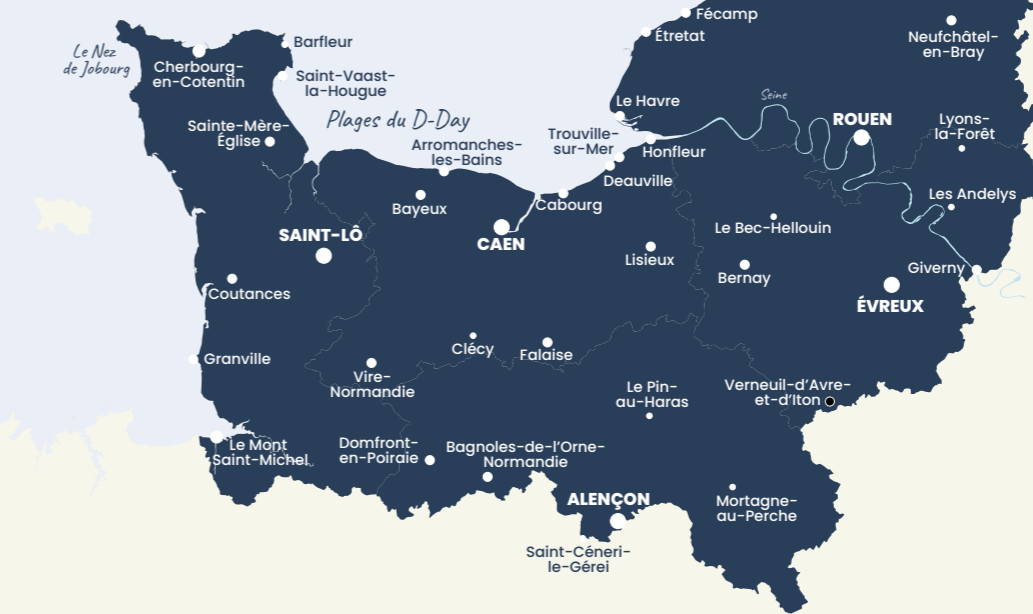 Fécamp
Étretat
Neufchâtel-
en-Bray
Le Nez
de Jobourg
Barfleur
Cherbourg-
en-Cotentin
Saint-Vaast-
la-Hougue
Le Havre
Seine
Plages du D-Day
ROUEN
Lyons-
la-Forêt
Sainte-Mère-
Église
Trouville-
sur-Mer
Arromanches-
les-Bains
Honfleur
Deauville
Les Andelys
Bayeux
Cabourg
Le Bec-Hellouin
SAINT-LÔ
CAEN
Lisieux
Giverny
Bernay
Coutances
ÉVREUX
Clécy
Falaise
Granville
Vire-
Normandie
Le Pin-
au-Haras
Verneuil-d’Avre-
et-d’Iton
Le Mont
Saint-Michel
Domfront-
en-Poiraie
Bagnoles-de-l’Orne-
Normandie
ALENÇON
Mortagne-
au-Perche
Saint-Céneri-
le-Gérei